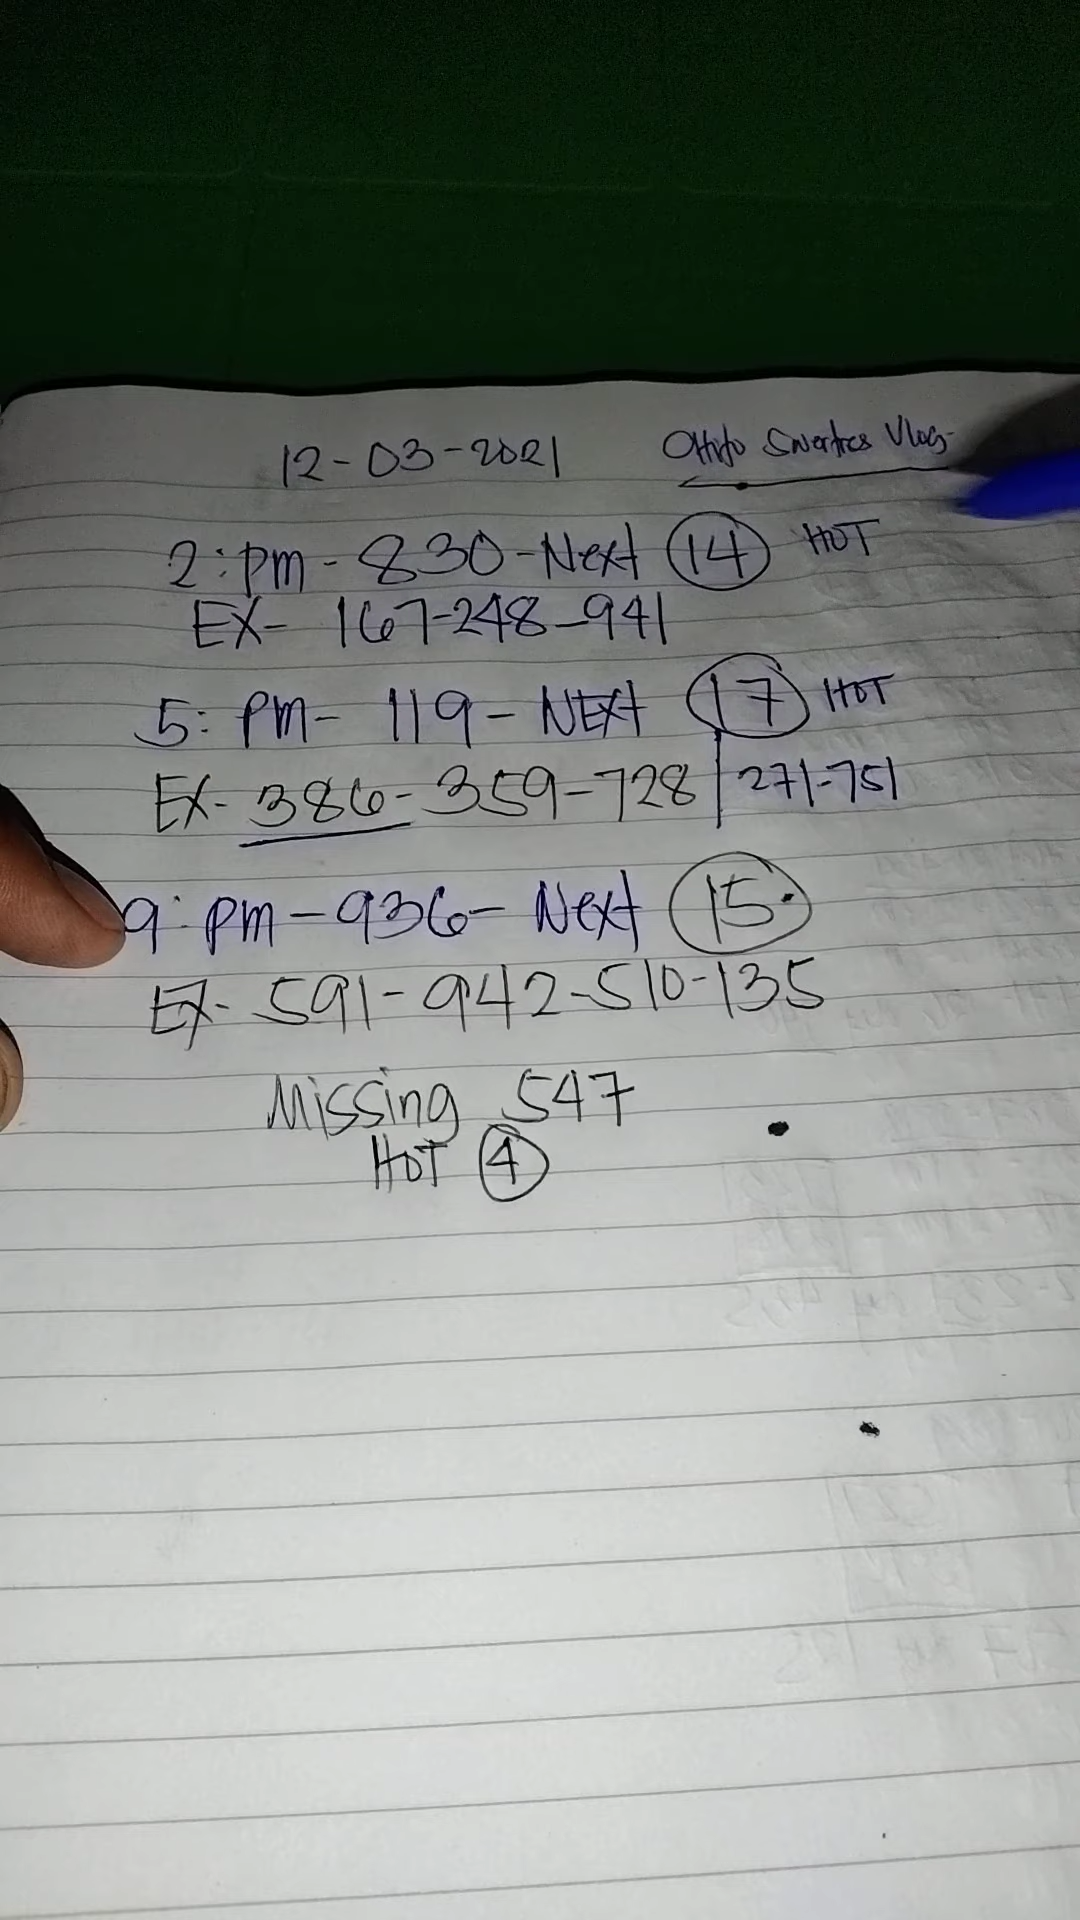 12-03-2021 Swertres Vlog-
2:pm-830-Next 14 HOT
EX- 167-248-941
5: PM- 119- NEXt 17 HOT
EX- 386-359-728 | 271-751
9:pm-936- Next 15
EX- 591-942-510-135
Missing 547
HOT 4